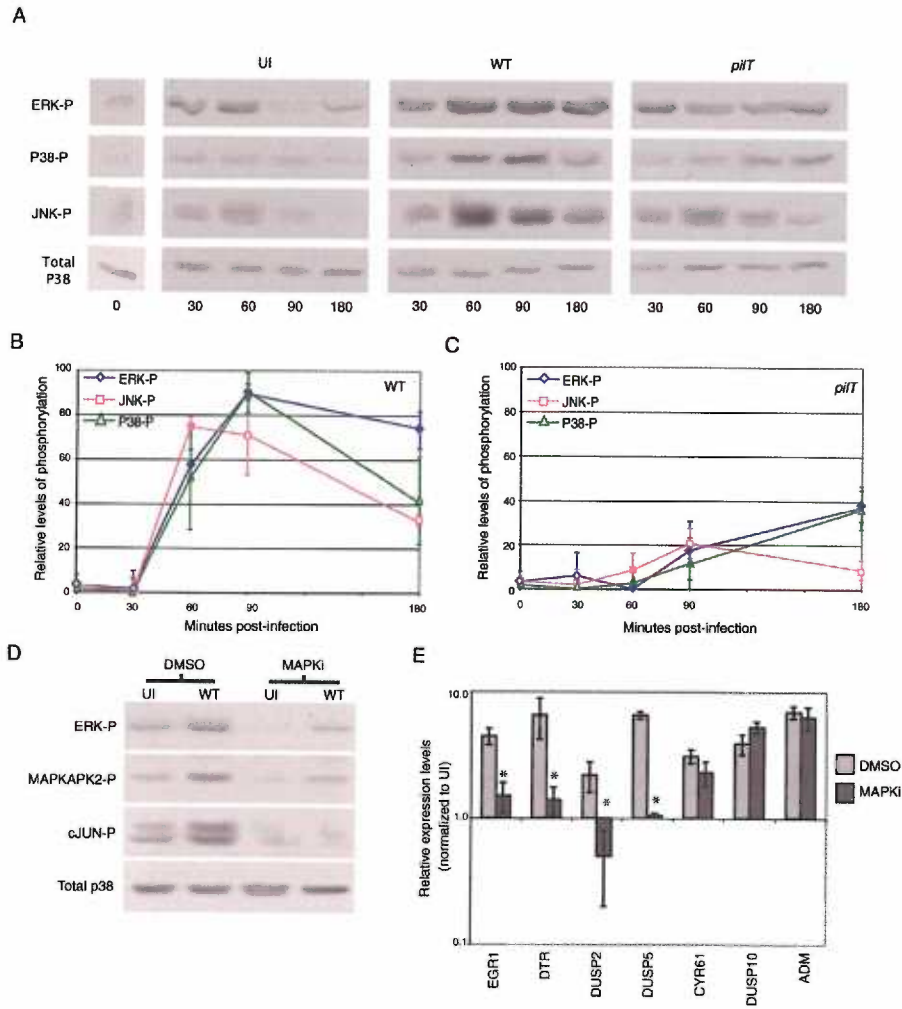 A
UI WT pilT
ERK-P
P38-P
JNK-P
Total
P38
0 30 60 90 180 30 60 90 180 30 60 90 180
B
100
80
60
40
20
0
Relative levels of phosphorylation
ERK-P
JNK-P
P38-P
WT
0 30 60 90 180
Minutes post-infection
C
100
80
60
40
20
0
Relative levels of phosphorylation
ERK-P
JNK-P
P38-P
pilT
0 30 60 90 180
Minutes post-infection
D
DMSO MAPKi
UI WT UI WT
ERK-P
MAPKAPK2-P
cJUN-P
Total p38
E
10.0
1.0
0.1
Relative expression levels
(normalized to UI)
* * * *
DMSO
MAPKi
EGR1 DTR DUSP2 DUSP5 CYR61 DUSP10 ADM